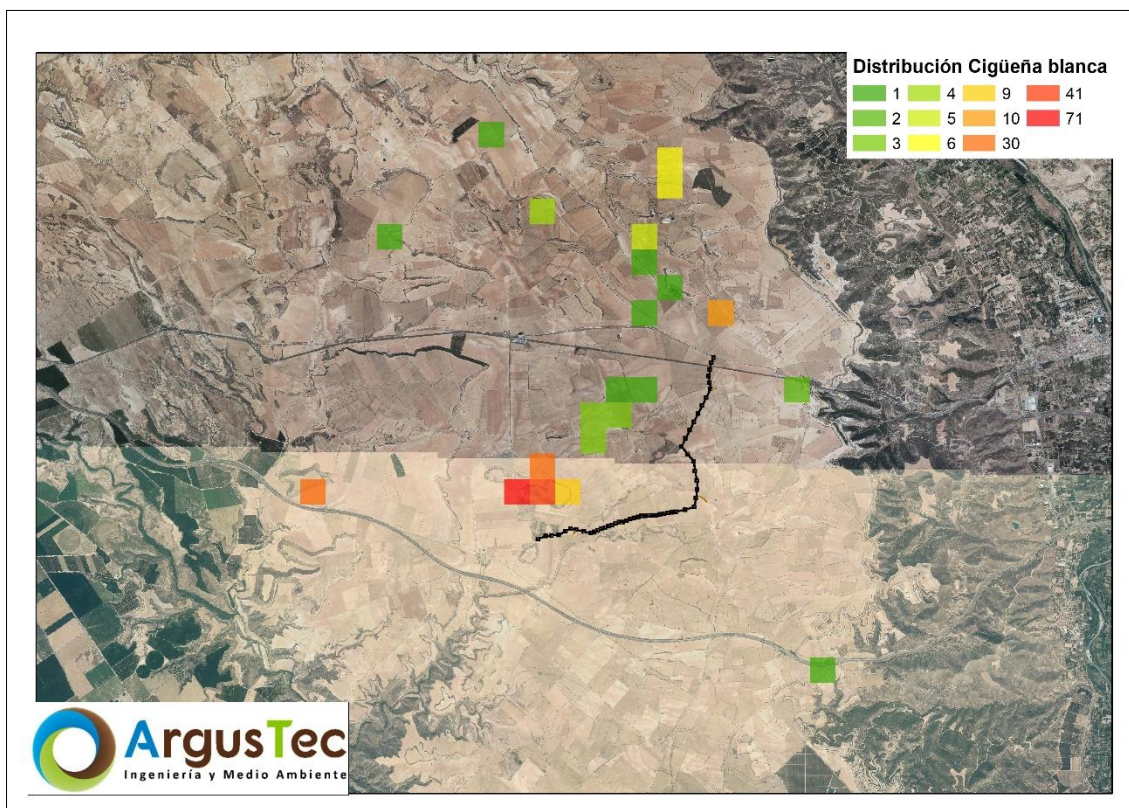 Distribución Cigüeña blanca
1 4 9 41
2 5 10 71
3 6 30
ArgusTec
Ingeniería y Medio Ambiente